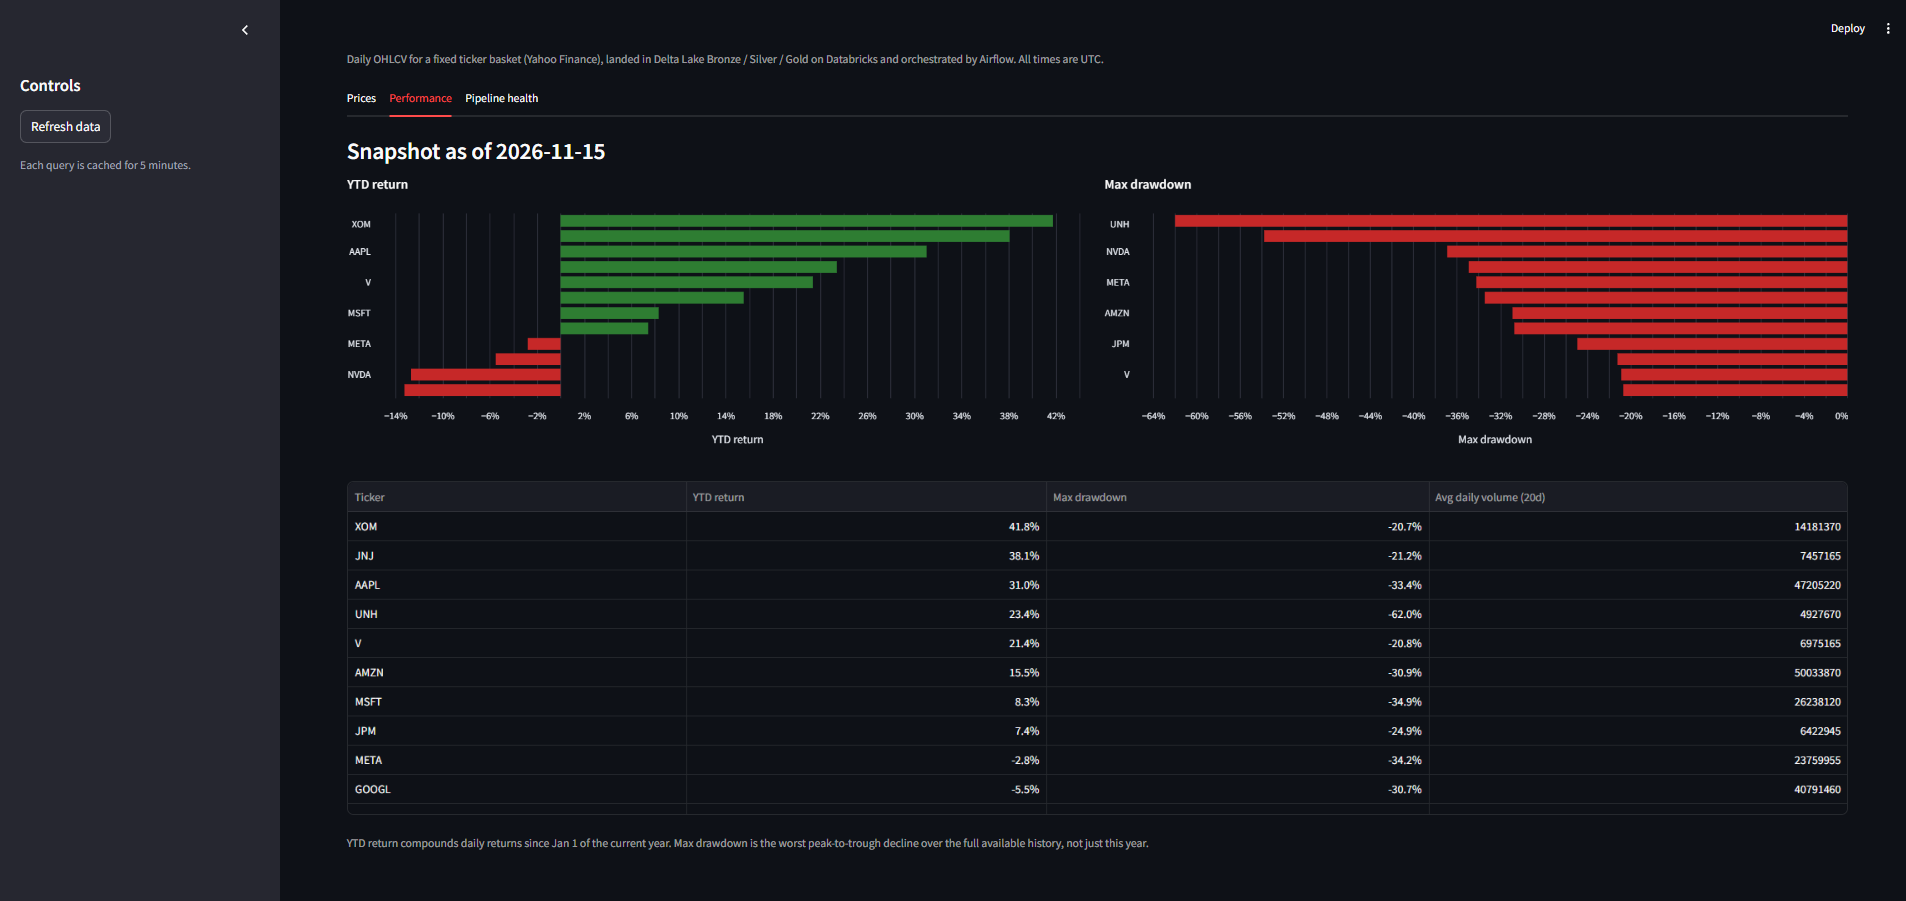 Deploy
Controls
Refresh data
Each query is cached for 5 minutes.
Daily OHLCV for a fixed ticker basket (Yahoo Finance), landed in Delta Lake Bronze / Silver / Gold on Databricks and orchestrated by Airflow. All times are UTC.
Prices Performance Pipeline health
Snapshot as of 2026-11-15
YTD return
XOM
AAPL
V
MSFT
META
NVDA
−14% −10% −6% −2% 2% 6% 10% 14% 18% 22% 26% 30% 34% 38% 42%
YTD return
Max drawdown
UNH
NVDA
META
AMZN
JPM
V
−64% −60% −56% −52% −48% −44% −40% −36% −32% −28% −24% −20% −16% −12% −8% −4% 0%
Max drawdown
Ticker YTD return Max drawdown Avg daily volume (20d)
XOM 41.8% -20.7% 14181370
JNJ 38.1% -21.2% 7457165
AAPL 31.0% -33.4% 47205220
UNH 23.4% -62.0% 4927670
V 21.4% -20.8% 6975165
AMZN 15.5% -30.9% 50033870
MSFT 8.3% -34.9% 26238120
JPM 7.4% -24.9% 6422945
META -2.8% -34.2% 23759955
GOOGL -5.5% -30.7% 40791460
YTD return compounds daily returns since Jan 1 of the current year. Max drawdown is the worst peak-to-trough decline over the full available history, not just this year.